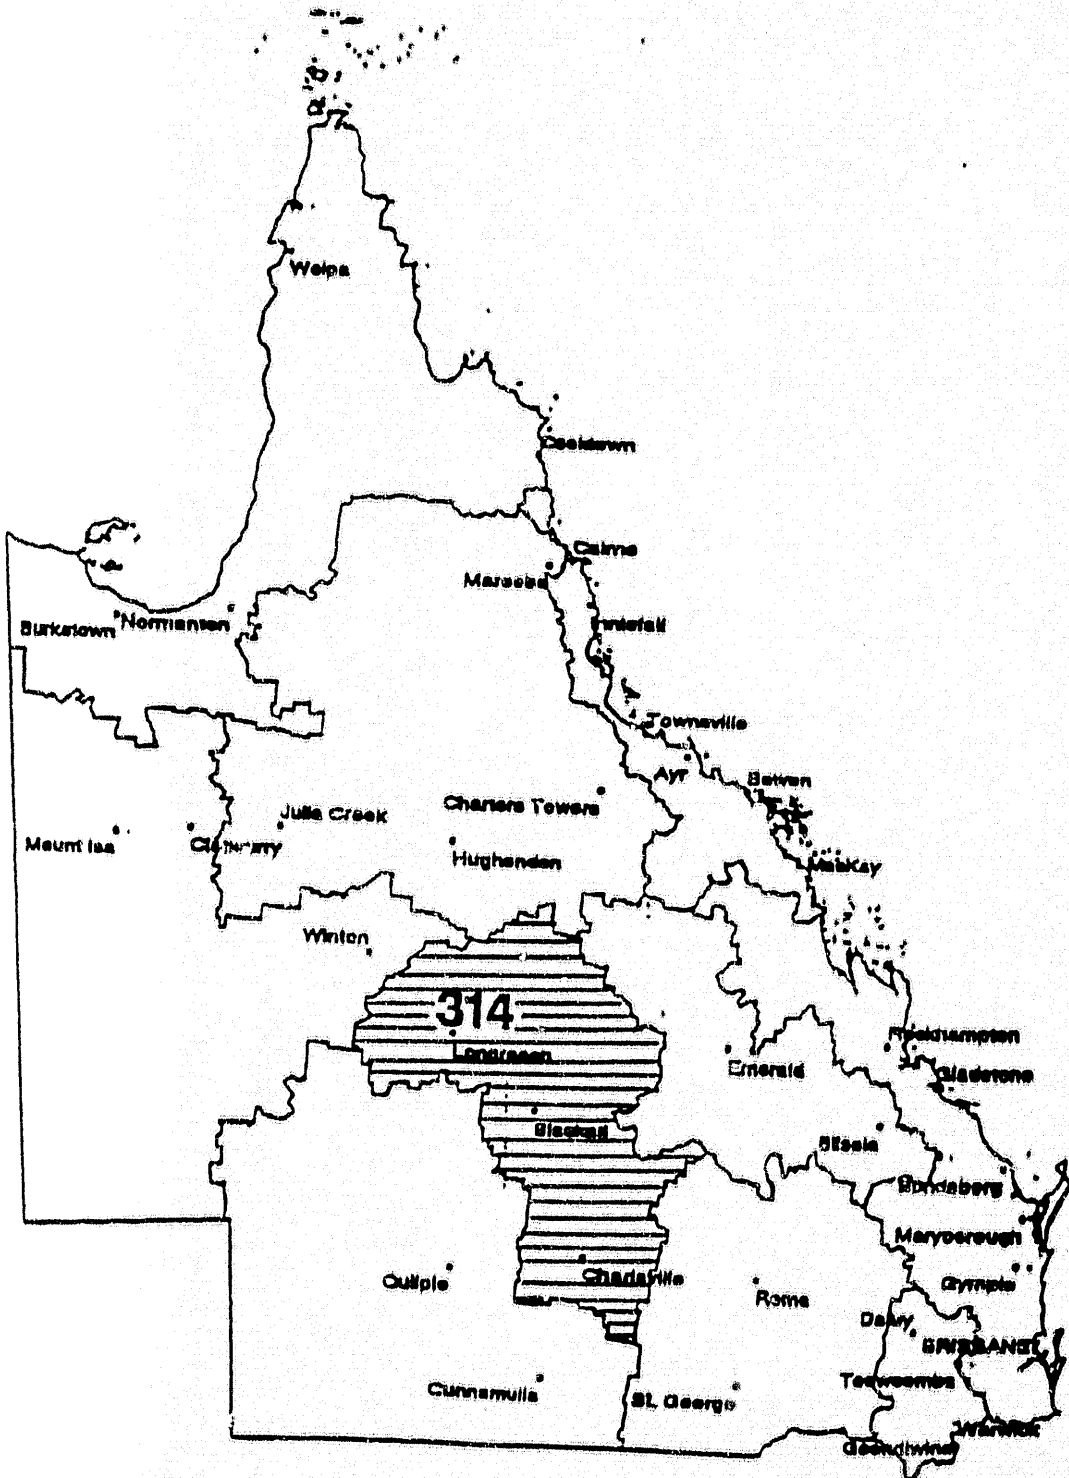 Weipa
Cooktown
Cairns
Mareeba
Burketown
Normanton
Innisfail
Townsville
Ayr
Bowen
Julia Creek
Charters Towers
Mount Isa
Cloncurry
Hughenden
MacKay
Winton
314
Longreach
Rockhampton
Emerald
Gladstone
Blackall
Biloela
Bundaberg
Maryborough
Quilpie
Charleville
Roma
Gympie
Dalby
BRISBANE
Cunnamulla
St. George
Toowoomba
Warwick
Goondiwindi